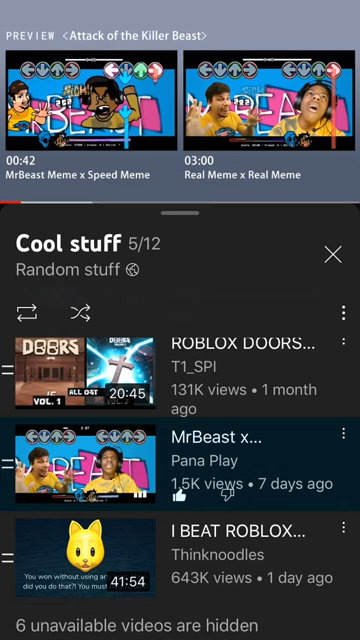 PREVIEW <Attack of the Killer Beast>
00:42
MrBeast Meme x Speed Meme
03:00
Real Meme x Real Meme
Cool stuff 5/12
Random stuff
ROBLOX DOORS...
T1_SPI
131K views • 1 month
ago
DOORS
VOL. 1
ALL OST
20:45
MrBeast x...
Pana Play
1,5K views • 7 days ago
I BEAT ROBLOX...
Thinknoodles
643K views • 1 day ago
You won without using an
did you do that?! You must
41:54
6 unavailable videos are hidden